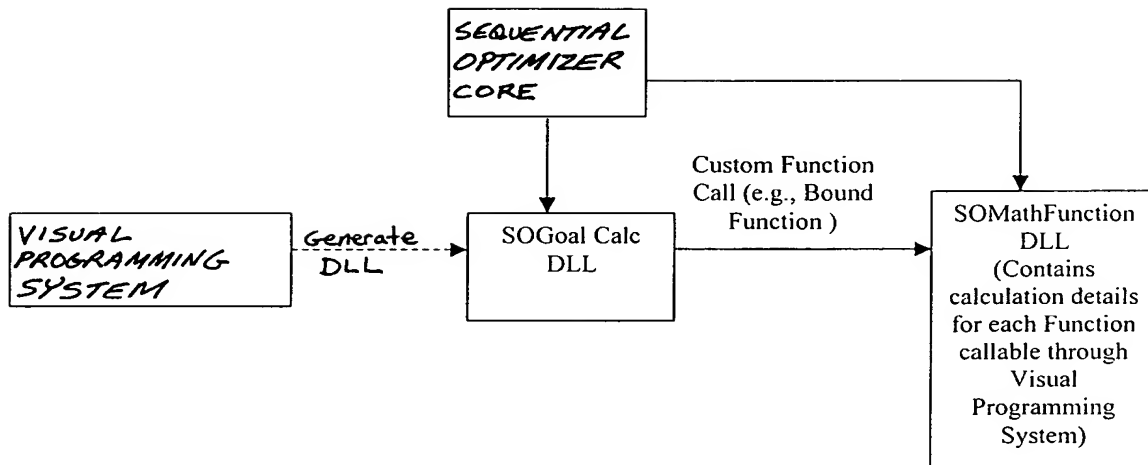 SEQUENTIAL
OPTIMIZER
CORE
Custom Function
Call (e.g., Bound
Function )
VISUAL
PROGRAMMING
SYSTEM
Generate
DLL
SOGoal Calc
DLL
SOMathFunction
DLL
(Contains
calculation details
for each Function
callable through
Visual
Programming
System)